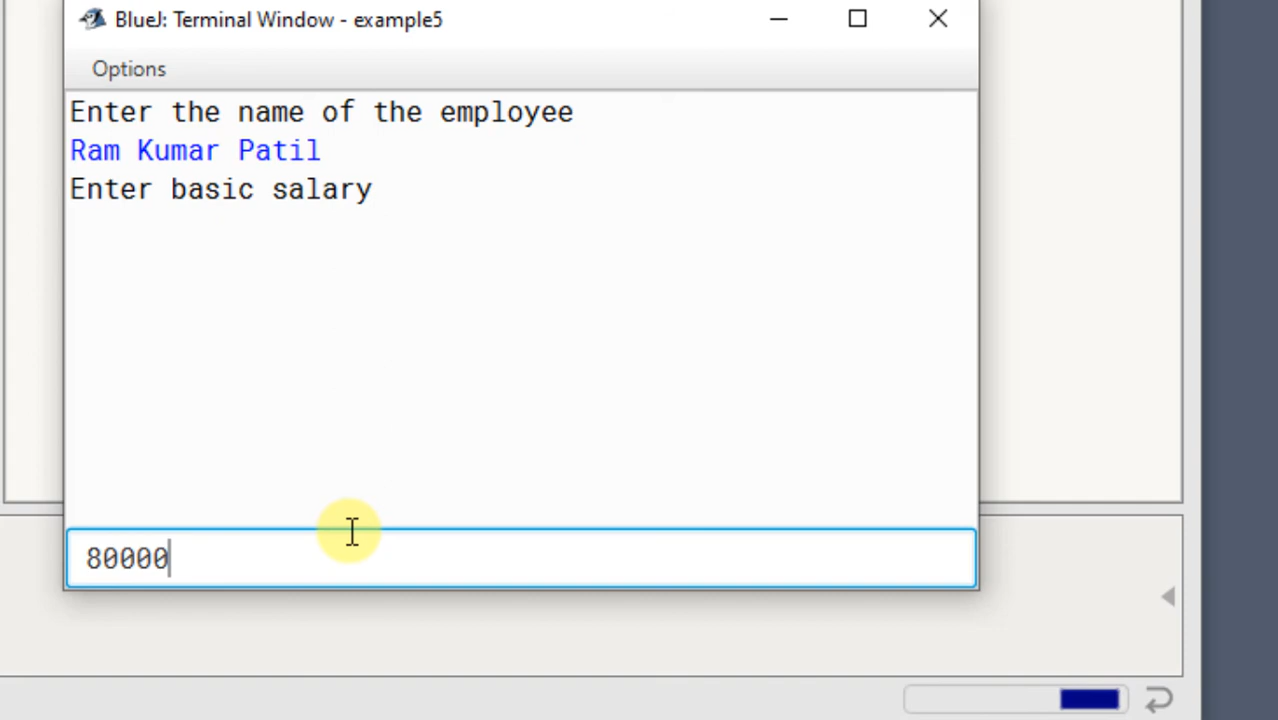 BlueJ: Terminal Window - example5
Options
Enter the name of the employee
Ram Kumar Patil
Enter basic salary
80000